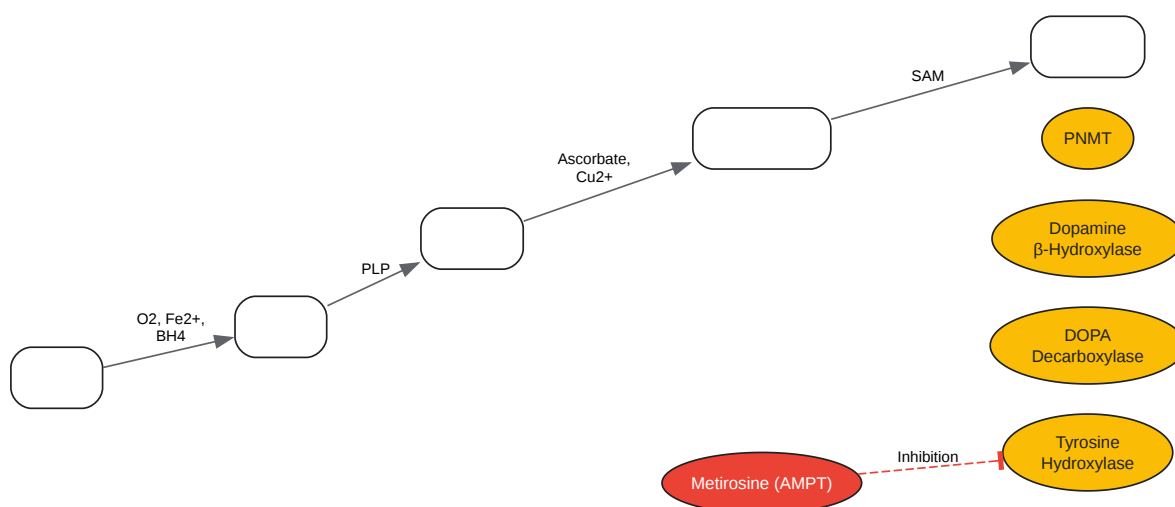 SAM
PNMT
Ascorbate,
Cu2+
Dopamine
β-Hydroxylase
PLP
O2, Fe2+,
BH4
DOPA
Decarboxylase
Tyrosine
Hydroxylase
Inhibition
Metirosine (AMPT)